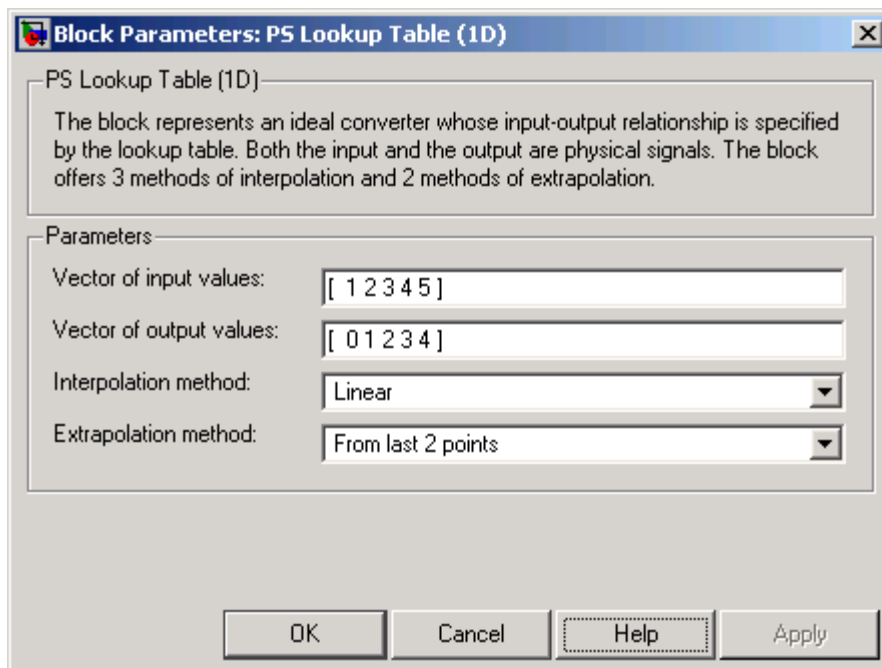 Block Parameters: PS Lookup Table (1D)
PS Lookup Table (1D)
The block represents an ideal converter whose input-output relationship is specified
by the lookup table. Both the input and the output are physical signals. The block
offers 3 methods of interpolation and 2 methods of extrapolation.
Parameters
Vector of input values: [ 1 2 3 4 5 ]
Vector of output values: [ 0 1 2 3 4 ]
Interpolation method: Linear
Extrapolation method: From last 2 points
OK Cancel Help Apply